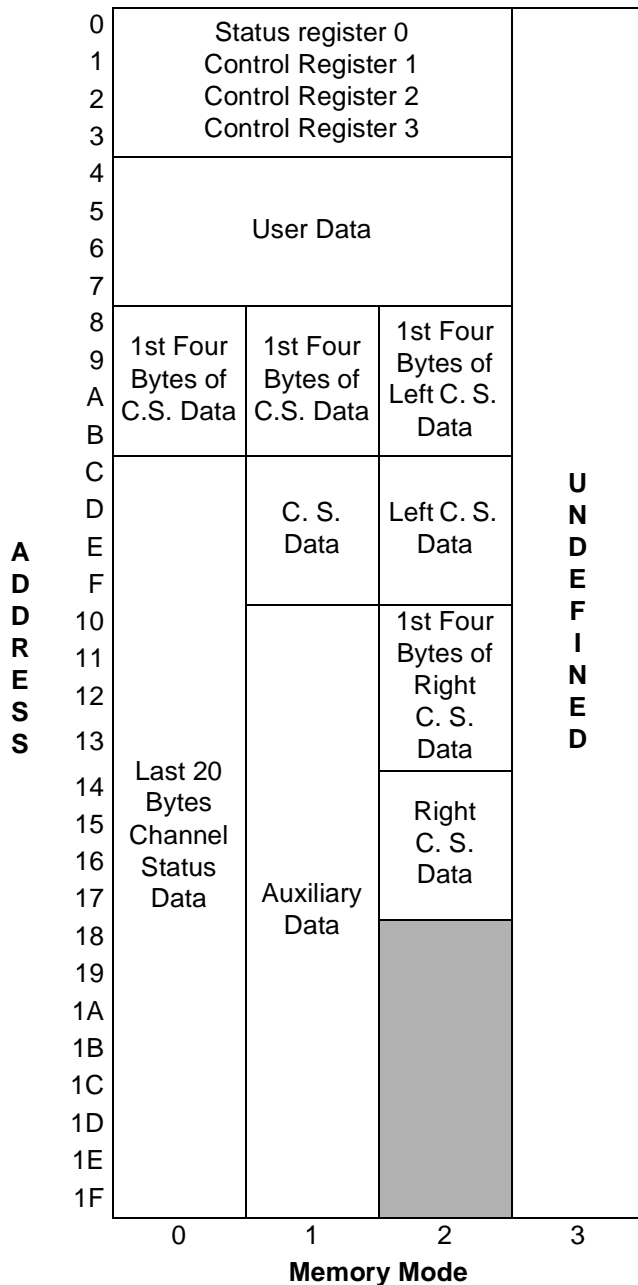 0
1
2
3
Status register 0
Control Register 1
Control Register 2
Control Register 3
4
5
6
7
User Data
8
9
A
B
1st Four
Bytes of
C.S. Data
1st Four
Bytes of
C.S. Data
1st Four
Bytes of
Left C. S.
Data
C
D
E
F
C. S.
Data
Left C. S.
Data
10
11
12
13
1st Four
Bytes of
Right
C. S.
Data
14
15
16
17
Last 20
Bytes
Channel
Status
Data
Auxiliary
Data
Right
C. S.
Data
18
19
1A
1B
1C
1D
1E
1F
ADDRESS
UNDEFINED
0 1 2 3
Memory Mode